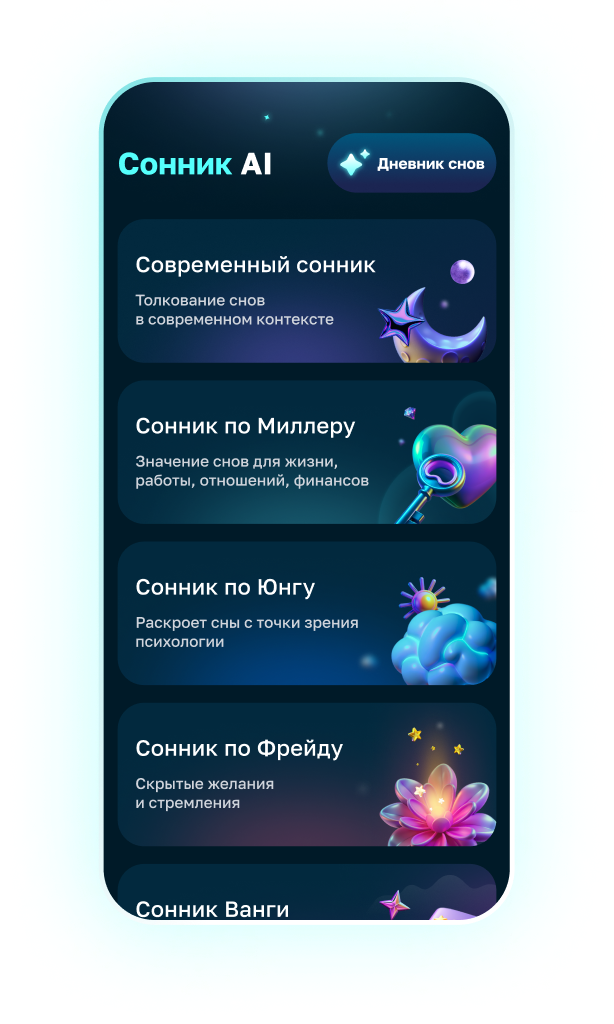 Сонник AI
Дневник снов
Современный сонник
Толкование снов
в современном контексте
Сонник по Миллеру
Значение снов для жизни,
работы, отношений, финансов
Сонник по Юнгу
Раскроет сны с точки зрения
психологии
Сонник по Фрейду
Скрытые желания
и стремления
Сонник Ванги